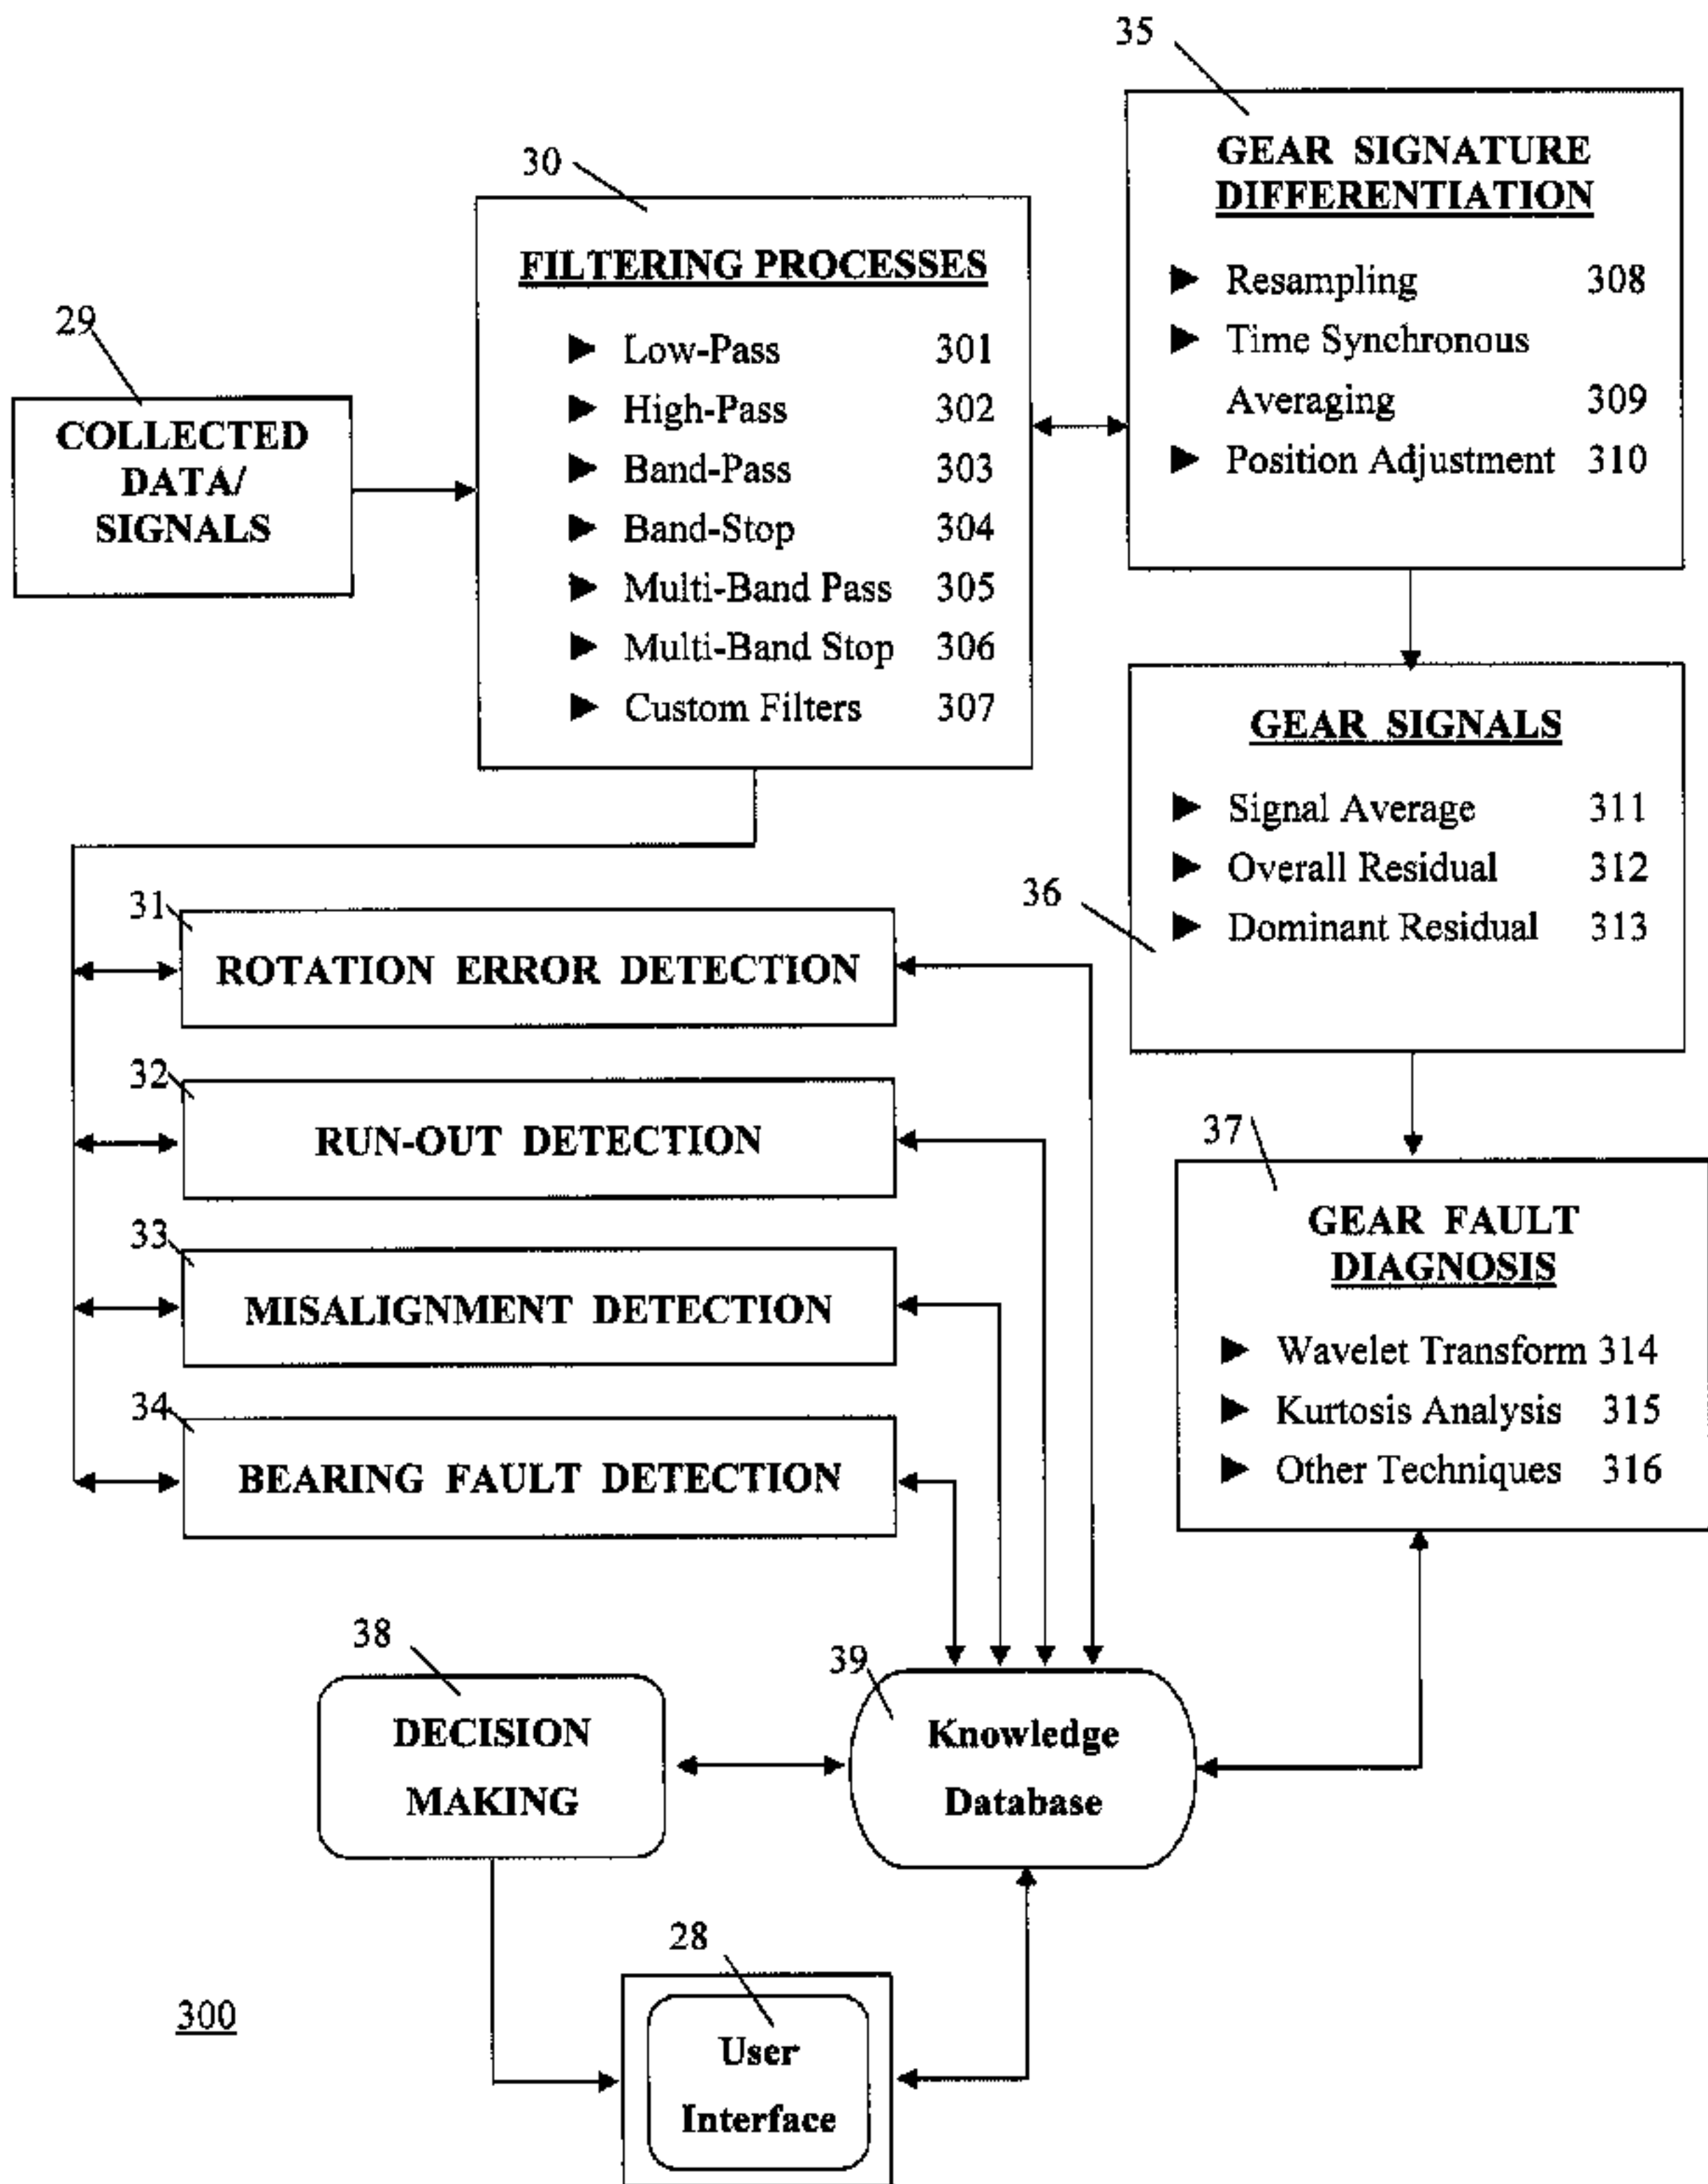 35
GEAR SIGNATURE
DIFFERENTIATION
► Resampling 308
► Time Synchronous
Averaging 309
► Position Adjustment 310
30
FILTERING PROCESSES
► Low-Pass 301
► High-Pass 302
► Band-Pass 303
► Band-Stop 304
► Multi-Band Pass 305
► Multi-Band Stop 306
► Custom Filters 307
29
COLLECTED
DATA/
SIGNALS
36
GEAR SIGNALS
► Signal Average 311
► Overall Residual 312
► Dominant Residual 313
31
ROTATION ERROR DETECTION
32
RUN-OUT DETECTION
33
MISALIGNMENT DETECTION
34
BEARING FAULT DETECTION
37
GEAR FAULT
DIAGNOSIS
► Wavelet Transform 314
► Kurtosis Analysis 315
► Other Techniques 316
38
DECISION
MAKING
39
Knowledge
Database
28
User
Interface
300